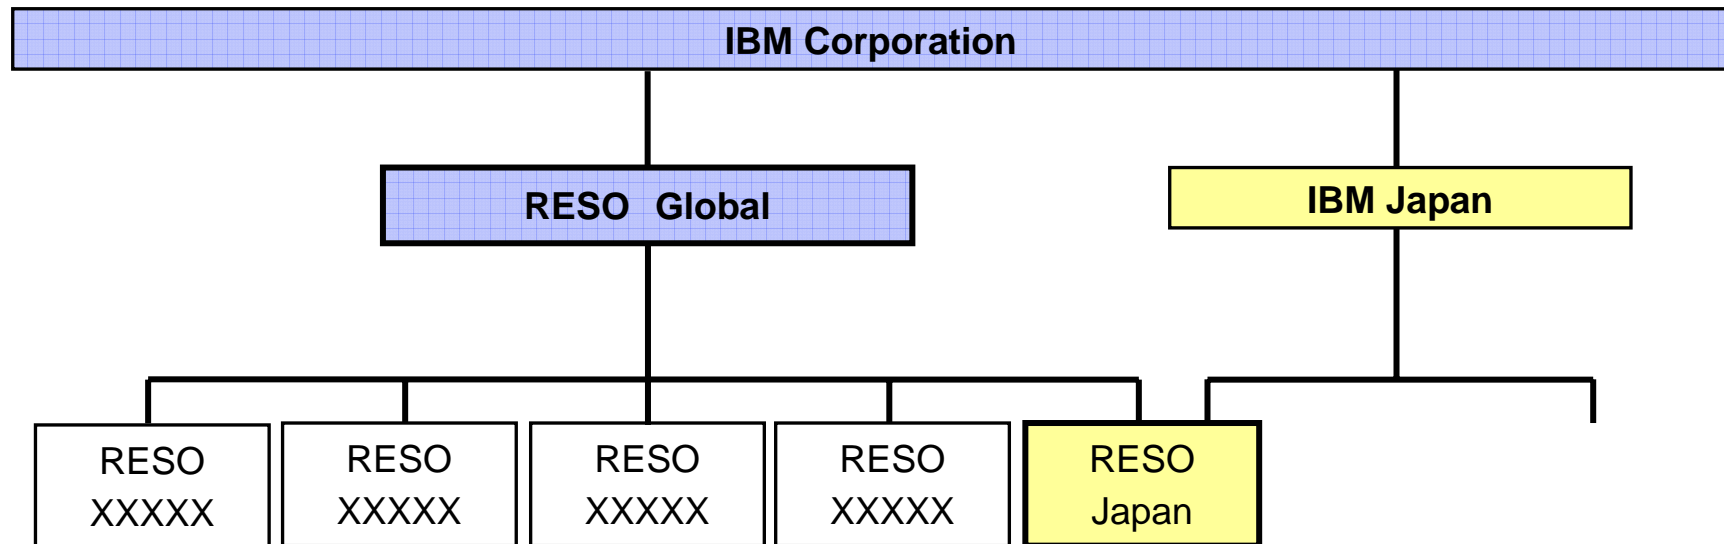 IBM Corporation
RESO Global
IBM Japan
RESO
XXXXX
RESO
XXXXX
RESO
XXXXX
RESO
XXXXX
RESO
Japan